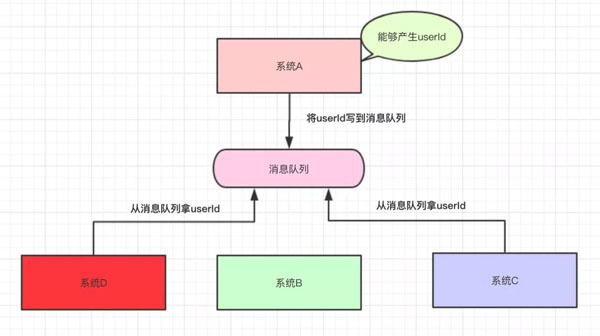 能够产生userId
系统A
将userId写到消息队列
消息队列
从消息队列拿userId
从消息队列拿userId
系统D
系统B
系统C